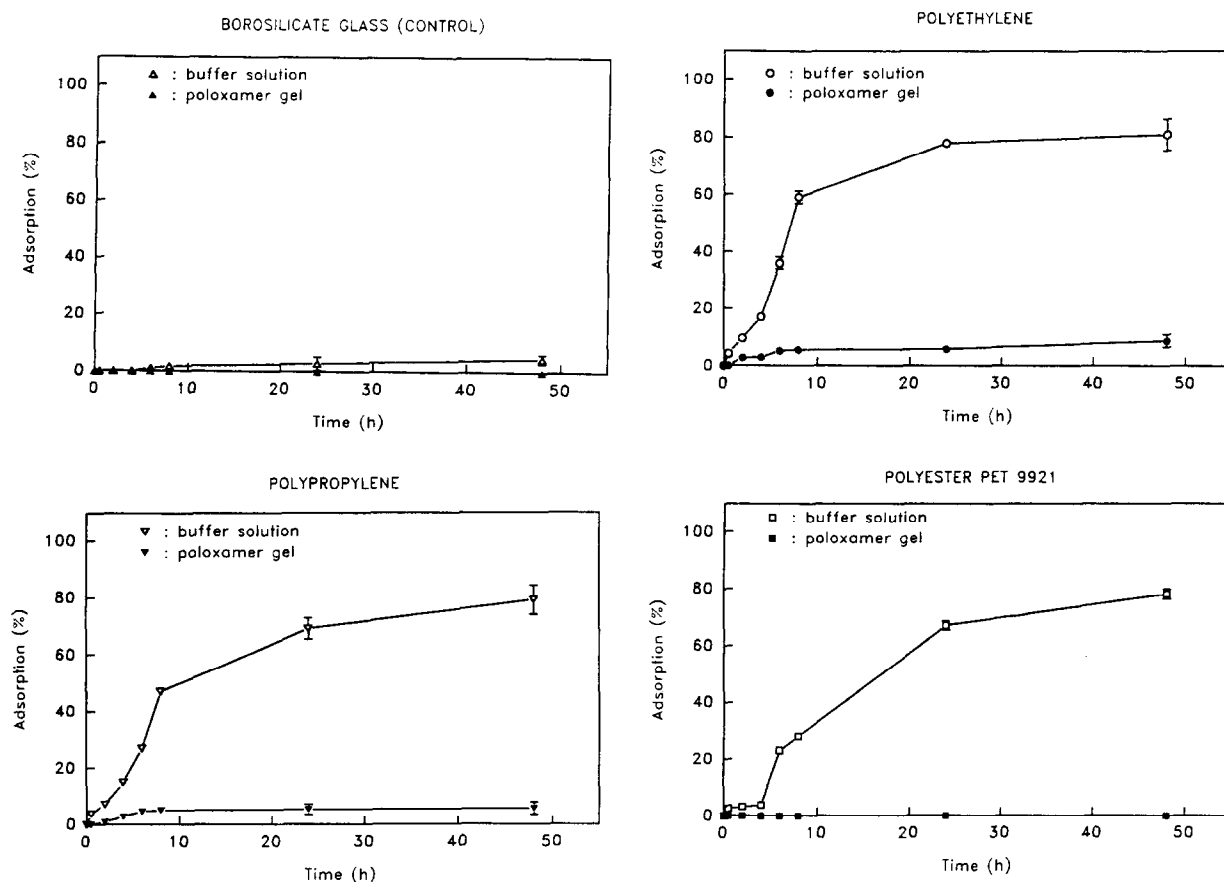 BOROSILICATE GLASS (CONTROL)
100
80
60
40
20
0
Adsorption (%)
: buffer solution
: poloxamer gel
0 10 20 30 40 50
Time (h)
POLYETHYLENE
100
80
60
40
20
0
Adsorption (%)
: buffer solution
: poloxamer gel
0 10 20 30 40 50
Time (h)
POLYPROPYLENE
100
80
60
40
20
0
Adsorption (%)
: buffer solution
: poloxamer gel
0 10 20 30 40 50
Time (h)
POLYESTER PET 9921
100
80
60
40
20
0
Adsorption (%)
: buffer solution
: poloxamer gel
0 10 20 30 40 50
Time (h)